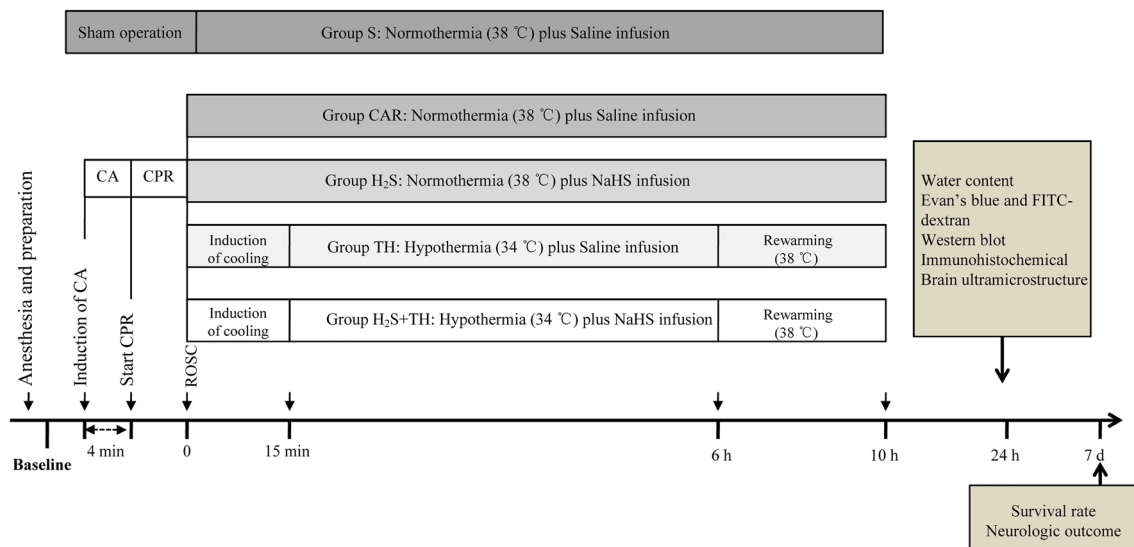 Sham operation
Group S: Normothermia (38 ℃) plus Saline infusion
Group CAR: Normothermia (38 ℃) plus Saline infusion
CA
CPR
Group H₂S: Normothermia (38 ℃) plus NaHS infusion
Induction
of cooling
Group TH: Hypothermia (34 ℃) plus Saline infusion
Rewarming
(38 ℃)
Induction
of cooling
Group H₂S+TH: Hypothermia (34 ℃) plus NaHS infusion
Rewarming
(38 ℃)
Water content
Evan's blue and FITC-
dextran
Western blot
Immunohistochemical
Brain ultramicrostructure
Anesthesia and preparation
Induction of CA
Start CPR
ROSC
Baseline
4 min
0
15 min
6 h
10 h
24 h
7 d
Survival rate
Neurologic outcome